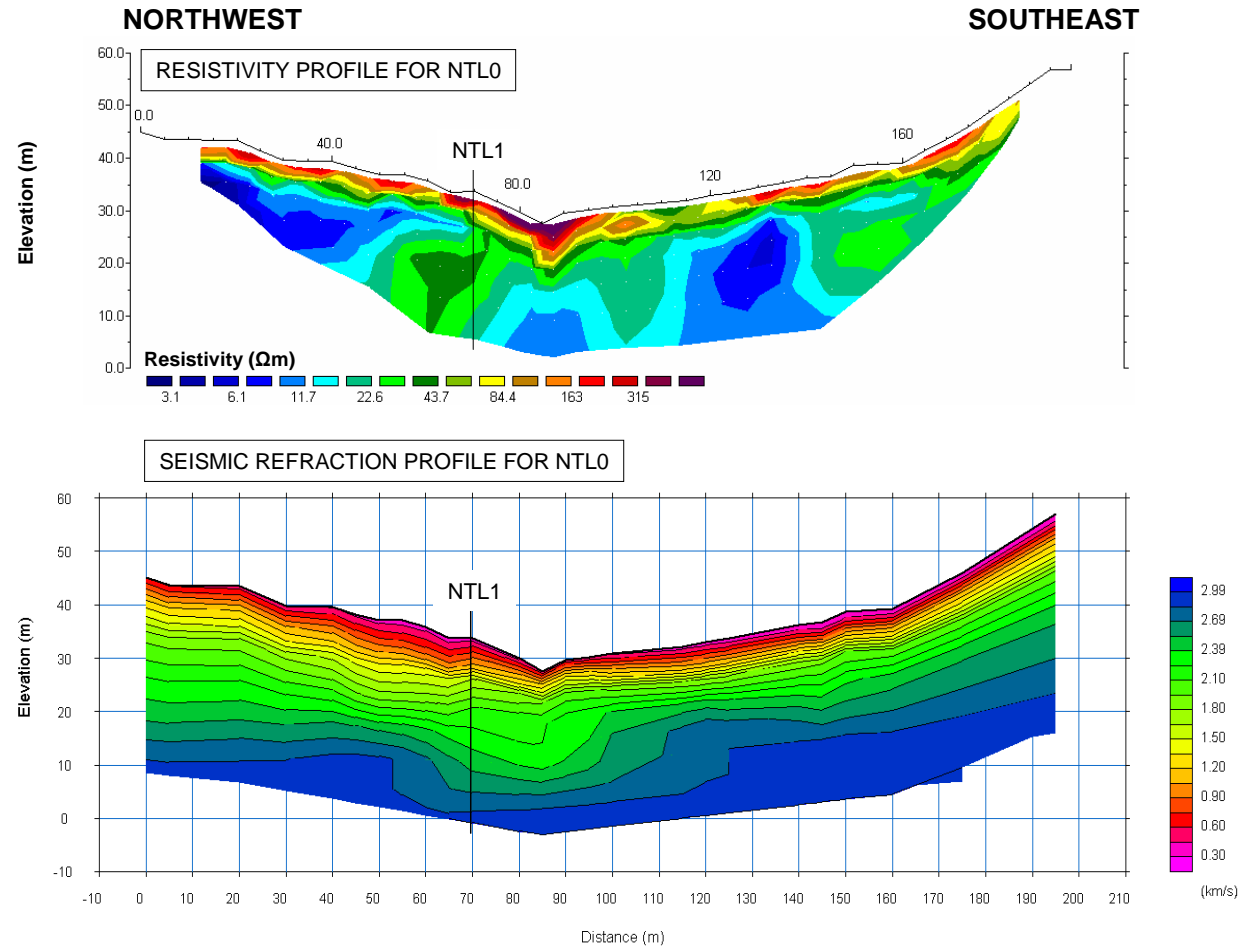 NORTHWEST SOUTHEAST
RESISTIVITY PROFILE FOR NTL0
Elevation (m)
60.0
50.0
40.0
30.0
20.0
10.0
0.0
0.0
40.0
NTL1
80.0
120
160
Resistivity (Ωm)
3.1 6.1 11.7 22.6 43.7 84.4 163 315
SEISMIC REFRACTION PROFILE FOR NTL0
Elevation (m)
60
50
40
30
20
10
0
-10
NTL1
-10 0 10 20 30 40 50 60 70 80 90 100 110 120 130 140 150 160 170 180 190 200 210
Distance (m)
2.99
2.69
2.39
2.10
1.80
1.50
1.20
0.90
0.60
0.30
(km/s)